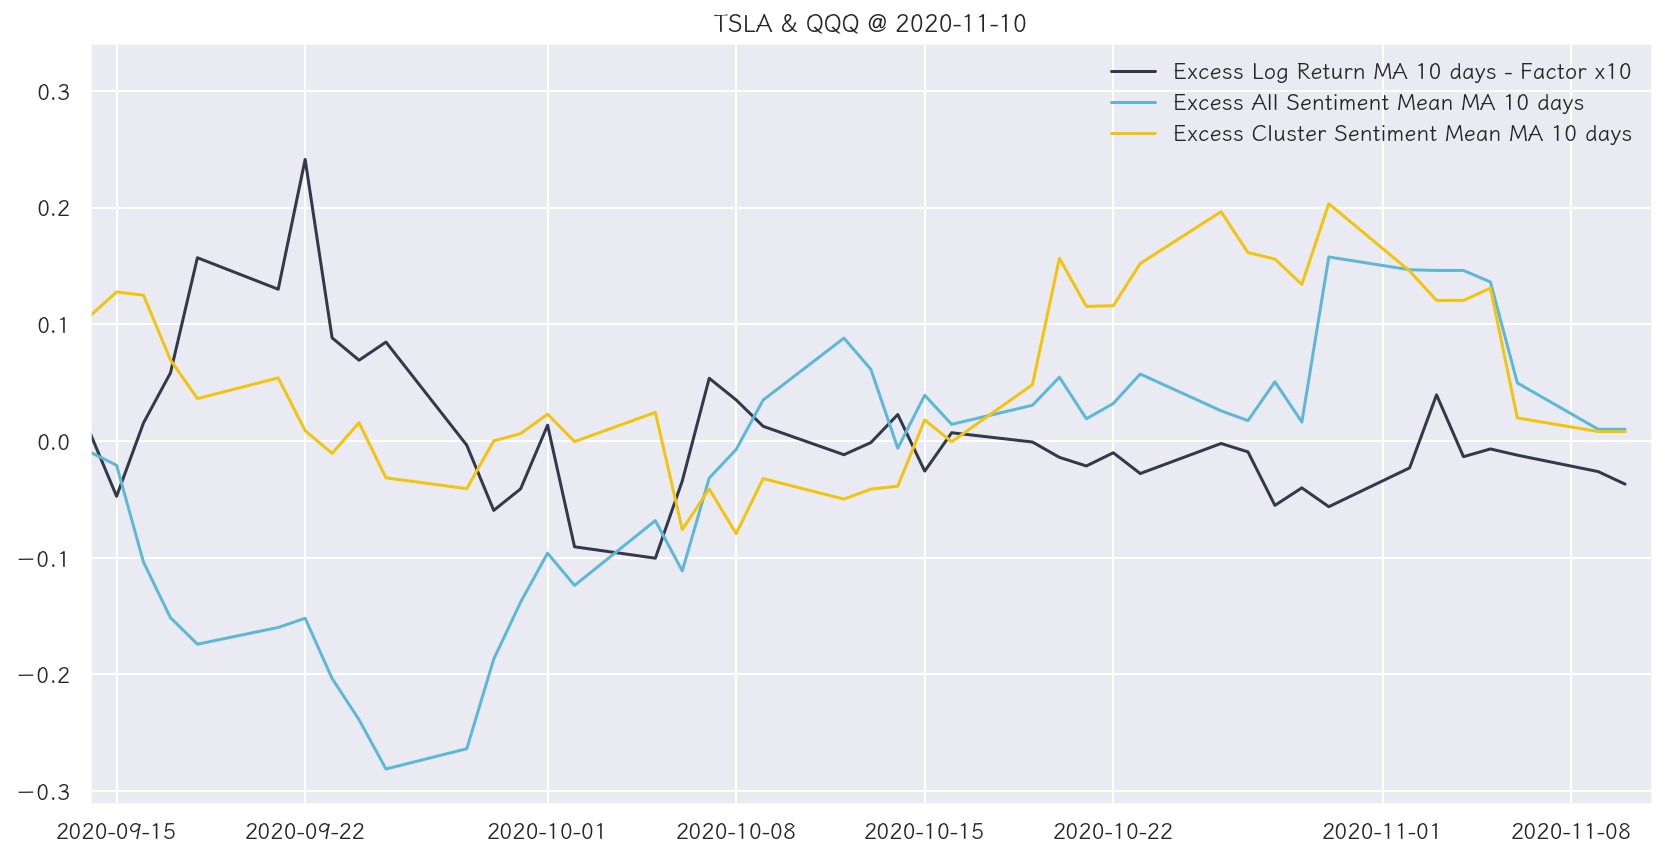 TSLA & QQQ @ 2020-11-10
Excess Log Return MA 10 days - Factor x10
Excess All Sentiment Mean MA 10 days
Excess Cluster Sentiment Mean MA 10 days
0.3
0.2
0.1
0.0
−0.1
−0.2
−0.3
2020-09-15 2020-09-22 2020-10-01 2020-10-08 2020-10-15 2020-10-22 2020-11-01 2020-11-08